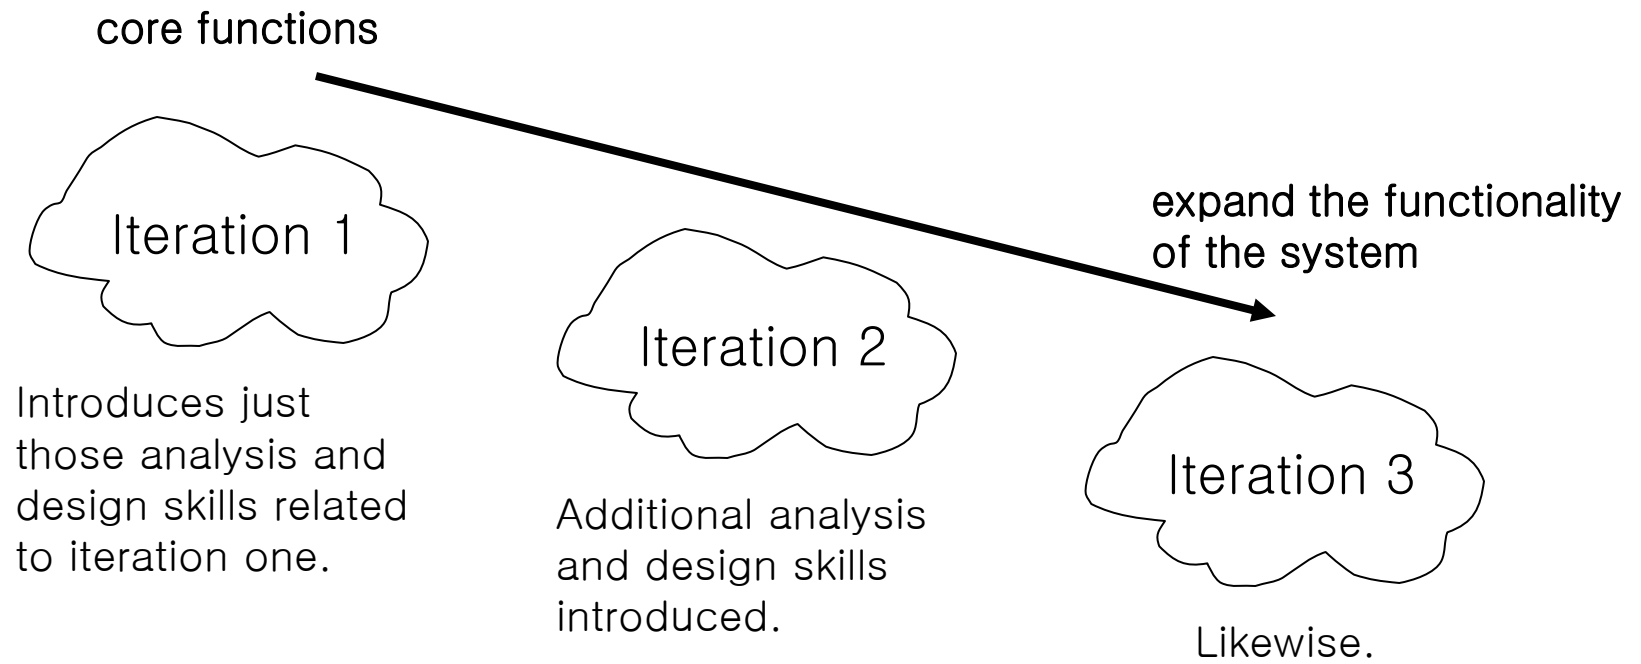 core functions
expand the functionality
of the system
Iteration 1
Iteration 2
Iteration 3
Introduces just
those analysis and
design skills related
to iteration one.
Additional analysis
and design skills
introduced.
Likewise.